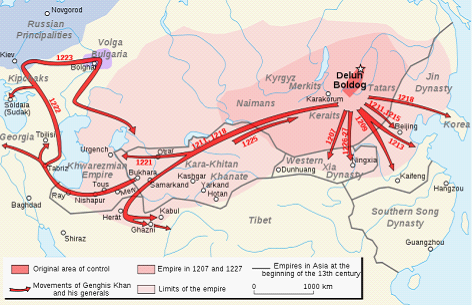 Novgorod
Russian
Principalities
Volga
Bulgaria
Kiev
1223
Bolghar
Kipchaks
Soldaia
(Sudak)
1222
Georgia
Tbilisi
Tabriz
Urgench
Otrar
1221
Khwarezmian
Empire
Ray
Tous
Merv
Nishapur
Bukhara
Samarkand
Baghdad
Shiraz
Herat
Kabul
Ghazni
1211
1218
1225
Kara-Khitan
Khanate
Kashgar
Yarkand
Hotan
Kyrgyz
Merkits
Naimans
Deluun
Boldog
Karakorum
Keraits
Tatars
Jin
Dynasty
1218
1211
1215
Beijing
Korea
1213
1209
1207
1226-27
Ningxia
Western
Xia
Dynasty
Dunhuang
Kaifeng
Hangzou
Southern Song
Dynasty
Guangzou
Tibet
Original area of control
Empire in 1207 and 1227
Empires in Asia at the
beginning of the 13th century
Movements of Genghis Khan
and his generals
Limits of the empire
0
1000 km